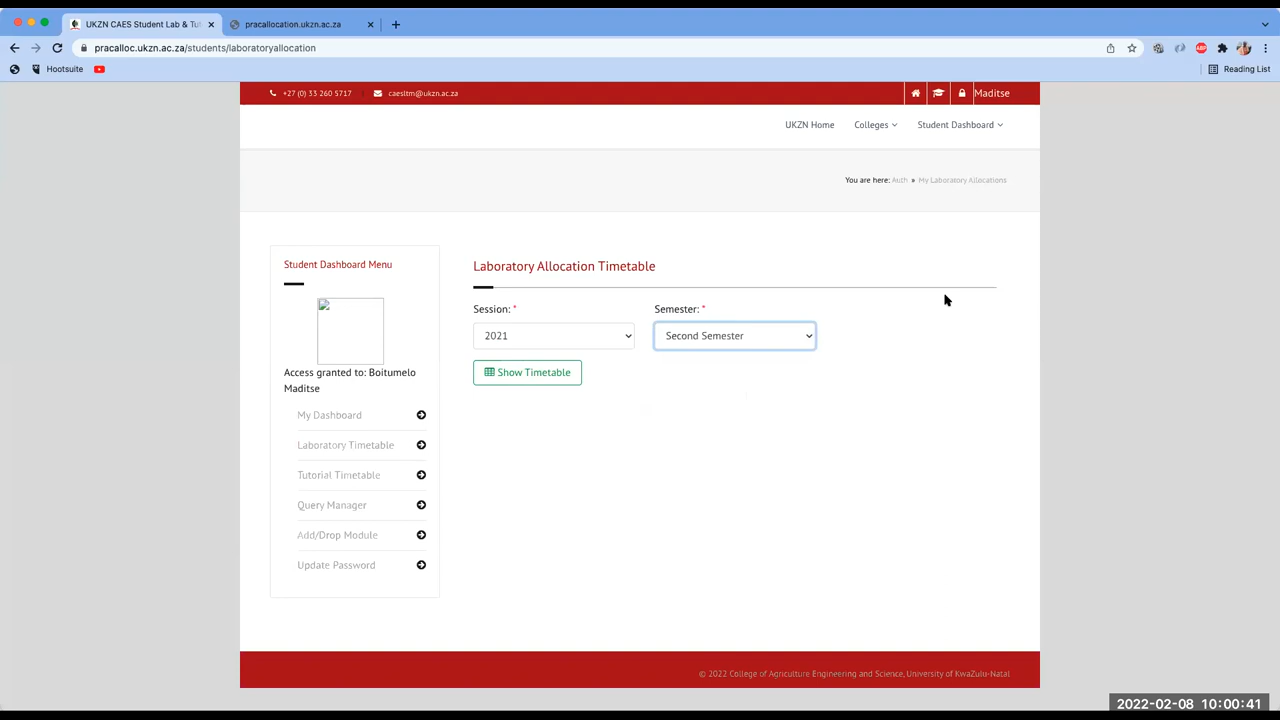 UKZN CAES Student Lab & Tut
pracallocation.ukzn.ac.za
pracalloc.ukzn.ac.za/students/laboratoryallocation
Hootsuite
Reading List
+27 (0) 33 260 5717
caesltm@ukzn.ac.za
Maditse
UKZN Home
Colleges
Student Dashboard
You are here: Auth » My Laboratory Allocations
Student Dashboard Menu
Access granted to: Boitumelo
Maditse
My Dashboard
Laboratory Timetable
Tutorial Timetable
Query Manager
Add/Drop Module
Update Password
Laboratory Allocation Timetable
Session: *
Semester: *
2021
Second Semester
Show Timetable
© 2022 College of Agriculture Engineering and Science, University of KwaZulu-Natal
2022-02-08 10:00:41